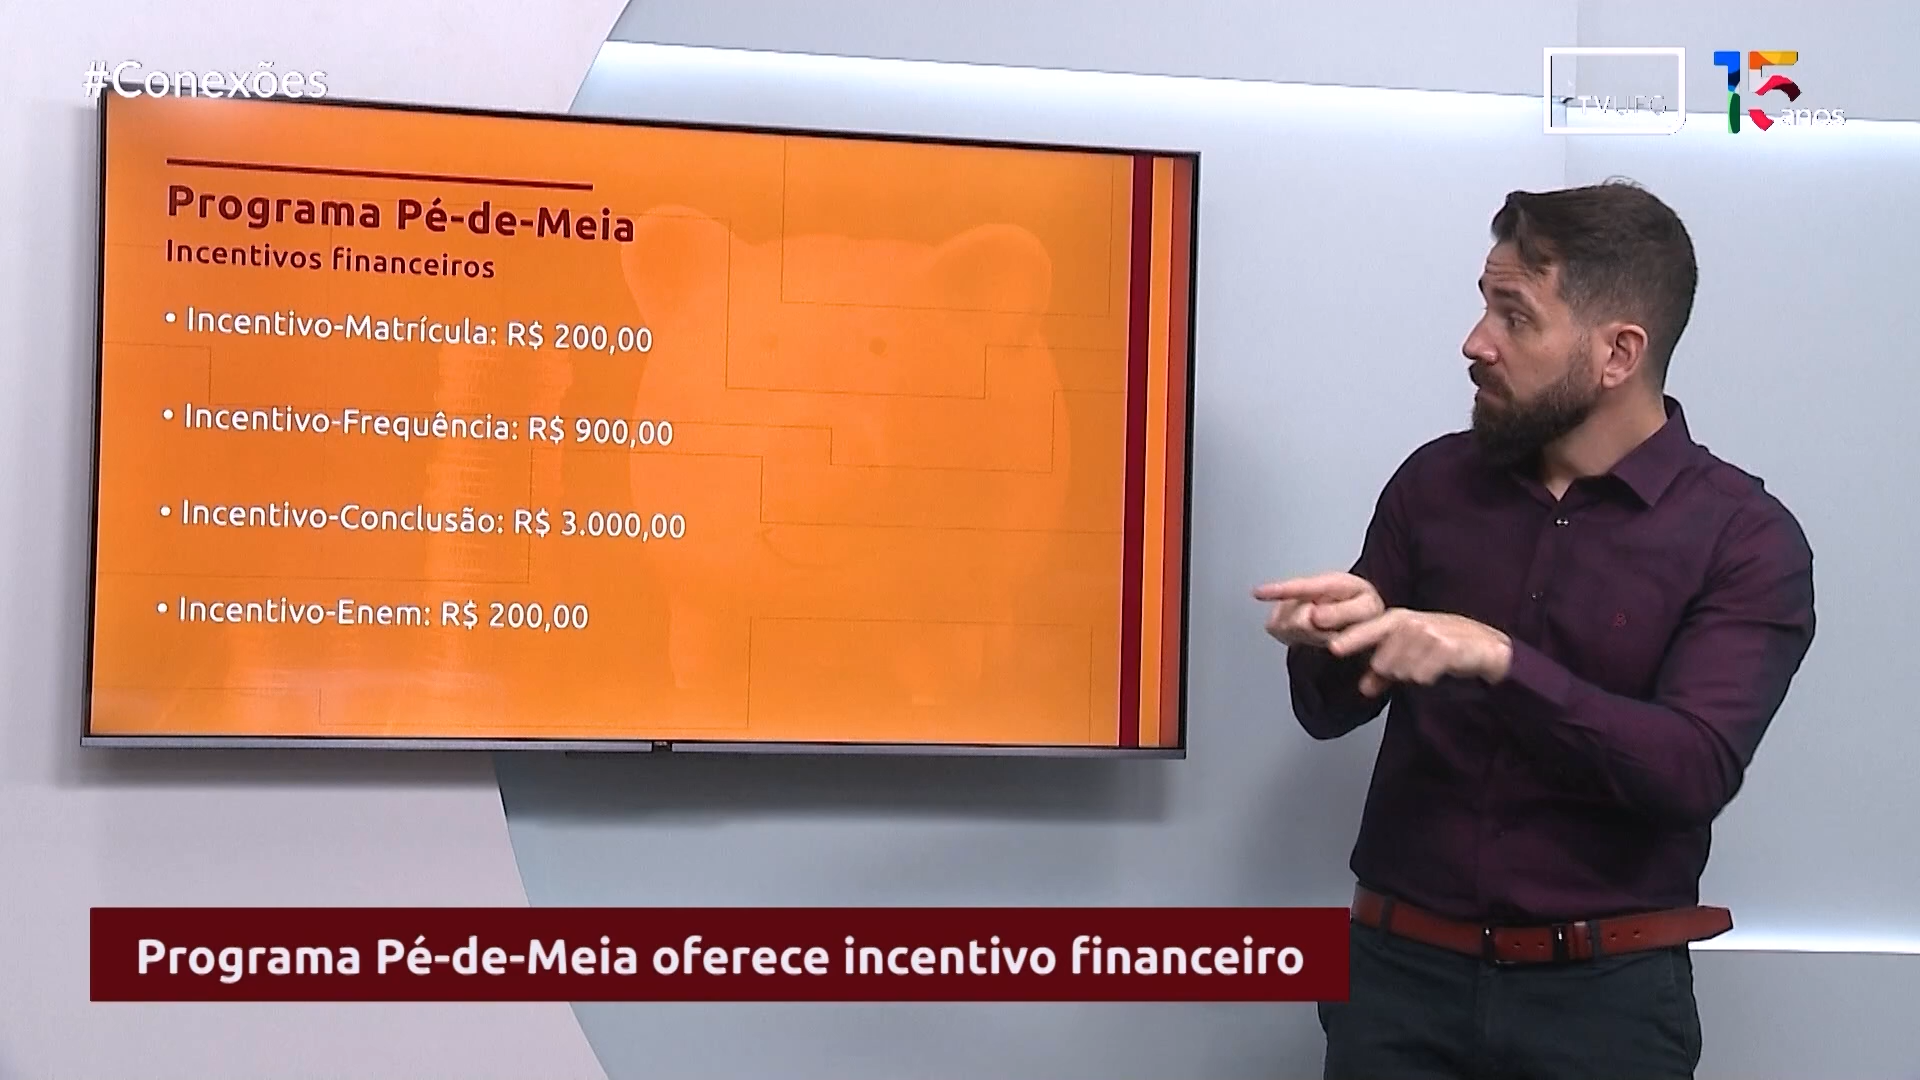 #Conexões
TV UFG
15 anos
Programa Pé-de-Meia
Incentivos financeiros
• Incentivo-Matrícula: R$ 200,00
• Incentivo-Frequência: R$ 900,00
• Incentivo-Conclusão: R$ 3.000,00
• Incentivo-Enem: R$ 200,00
Programa Pé-de-Meia oferece incentivo financeiro